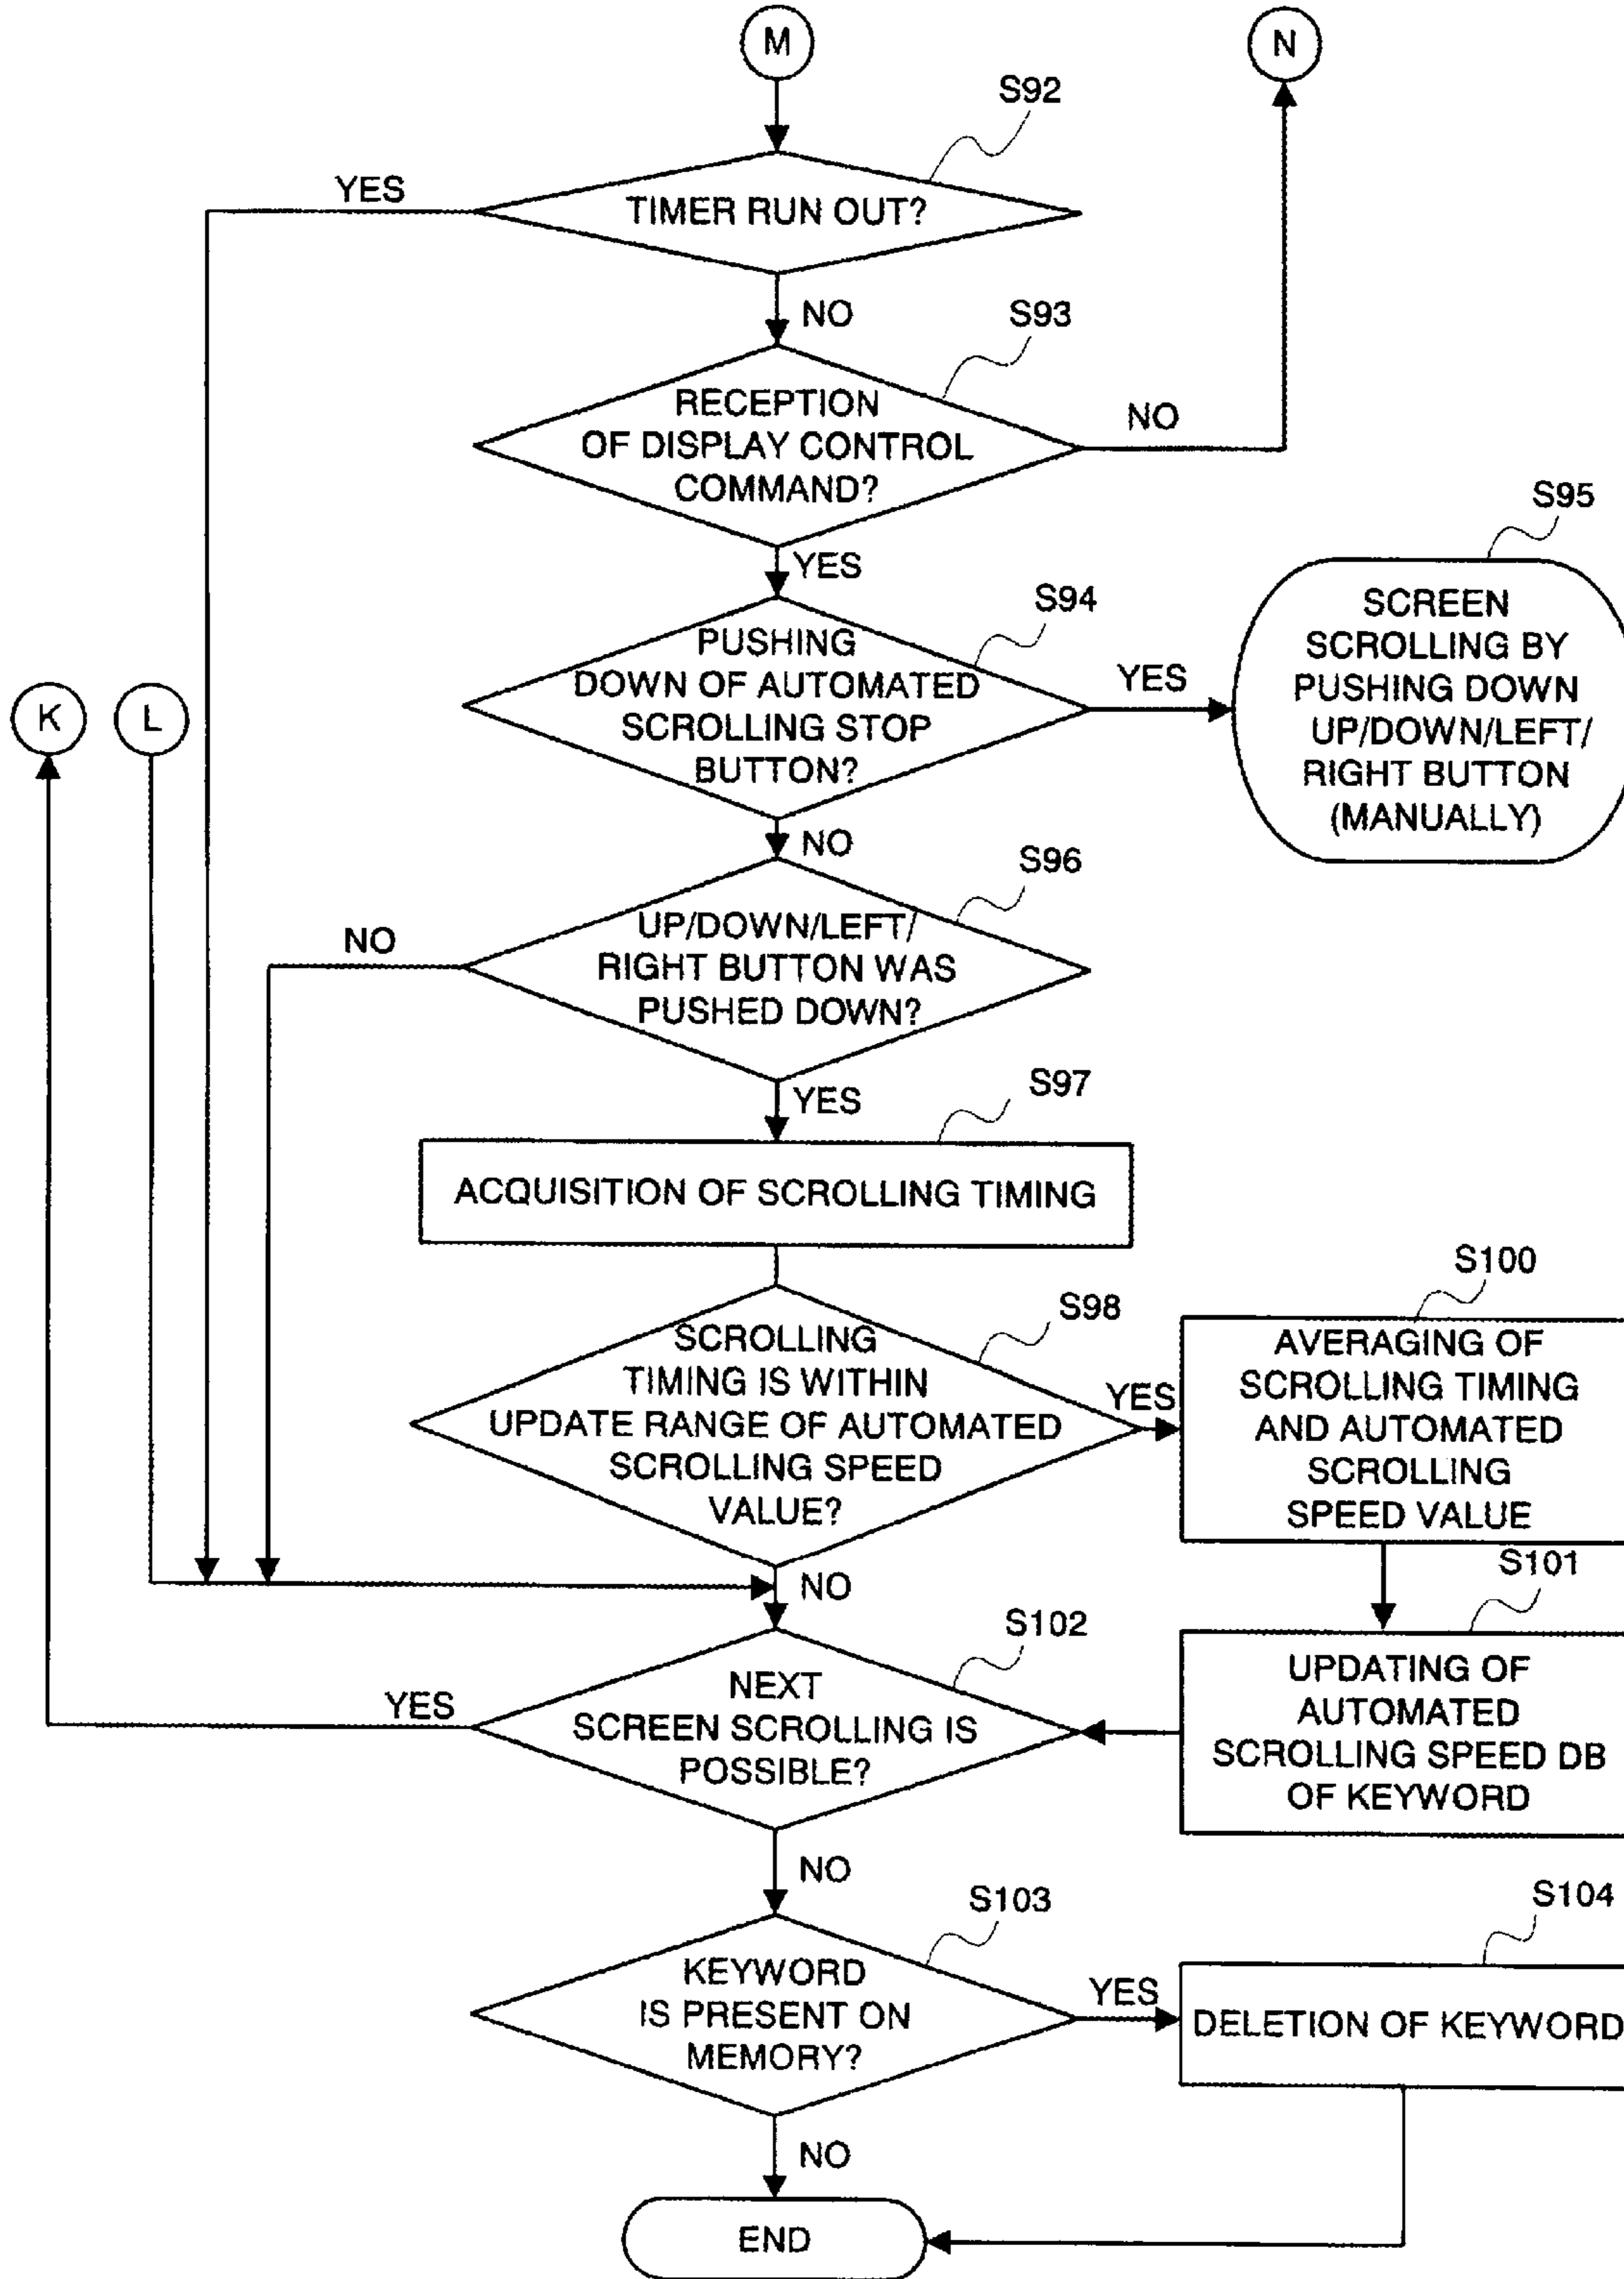 M
N
S92
YES
TIMER RUN OUT?
NO
S93
RECEPTION
OF DISPLAY CONTROL
COMMAND?
NO
YES
S95
S94
PUSHING
DOWN OF AUTOMATED
SCROLLING STOP
BUTTON?
YES
SCREEN
SCROLLING BY
PUSHING DOWN
UP/DOWN/LEFT/
RIGHT BUTTON
(MANUALLY)
K
L
NO
S96
NO
UP/DOWN/LEFT/
RIGHT BUTTON WAS
PUSHED DOWN?
YES
S97
ACQUISITION OF SCROLLING TIMING
S98
SCROLLING
TIMING IS WITHIN
UPDATE RANGE OF AUTOMATED
SCROLLING SPEED
VALUE?
YES
S100
AVERAGING OF
SCROLLING TIMING
AND AUTOMATED
SCROLLING
SPEED VALUE
NO
S101
S102
YES
NEXT
SCREEN SCROLLING IS
POSSIBLE?
UPDATING OF
AUTOMATED
SCROLLING SPEED DB
OF KEYWORD
NO
S103
S104
KEYWORD
IS PRESENT ON
MEMORY?
YES
DELETION OF KEYWORD
NO
END